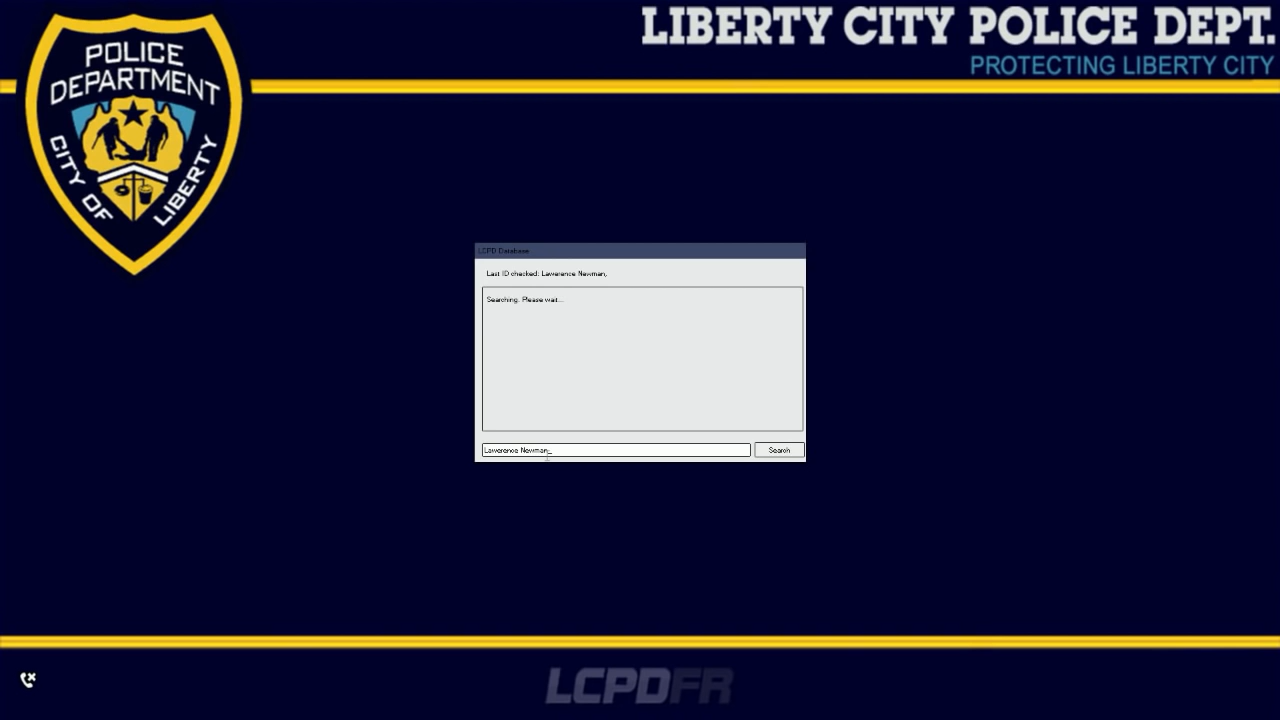 LIBERTY CITY POLICE DEPT.
PROTECTING LIBERTY CITY
POLICE
DEPARTMENT
CITY OF LIBERTY
LCPD Database
Last ID checked: Lawerence Newman,
Searching. Please wait...
Lawerence Newman_
Search
LCPDFR